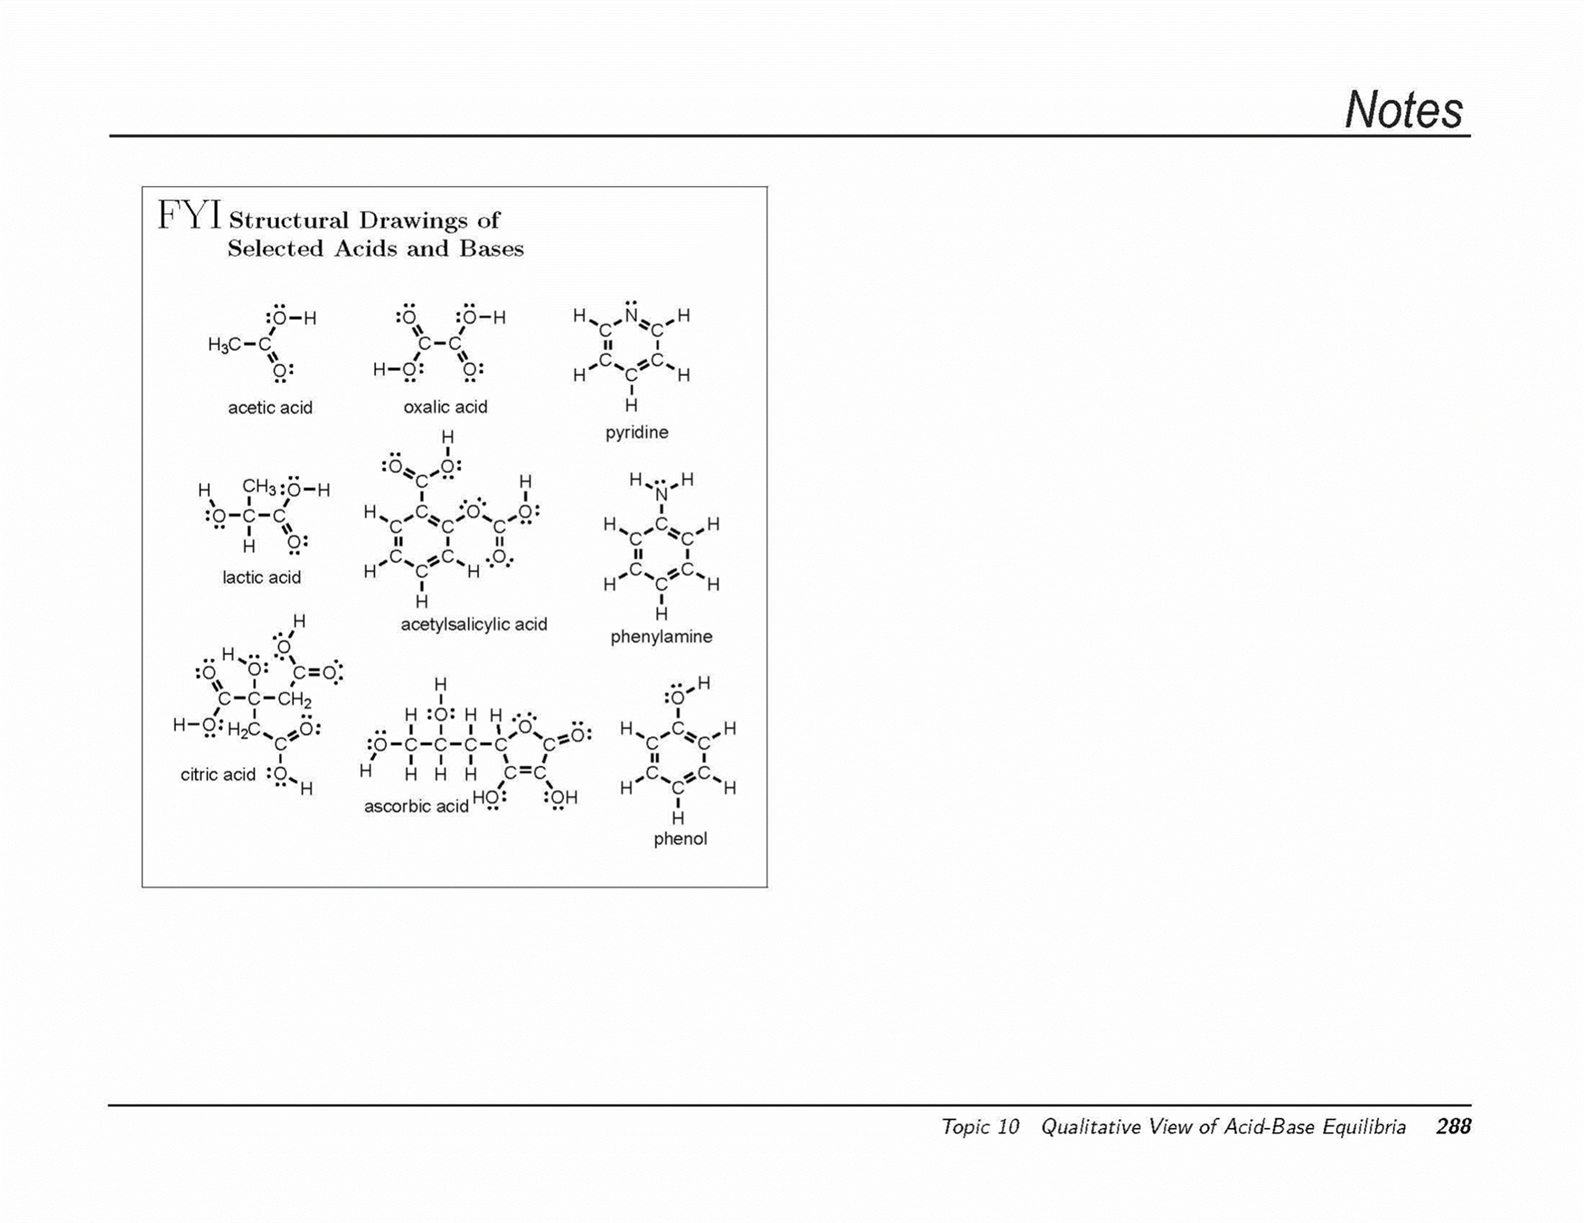 Notes
FYI Structural Drawings of
Selected Acids and Bases
acetic acid
oxalic acid
pyridine
lactic acid
acetylsalicylic acid
phenylamine
citric acid
ascorbic acid
phenol
Topic 10 Qualitative View of Acid-Base Equilibria 288